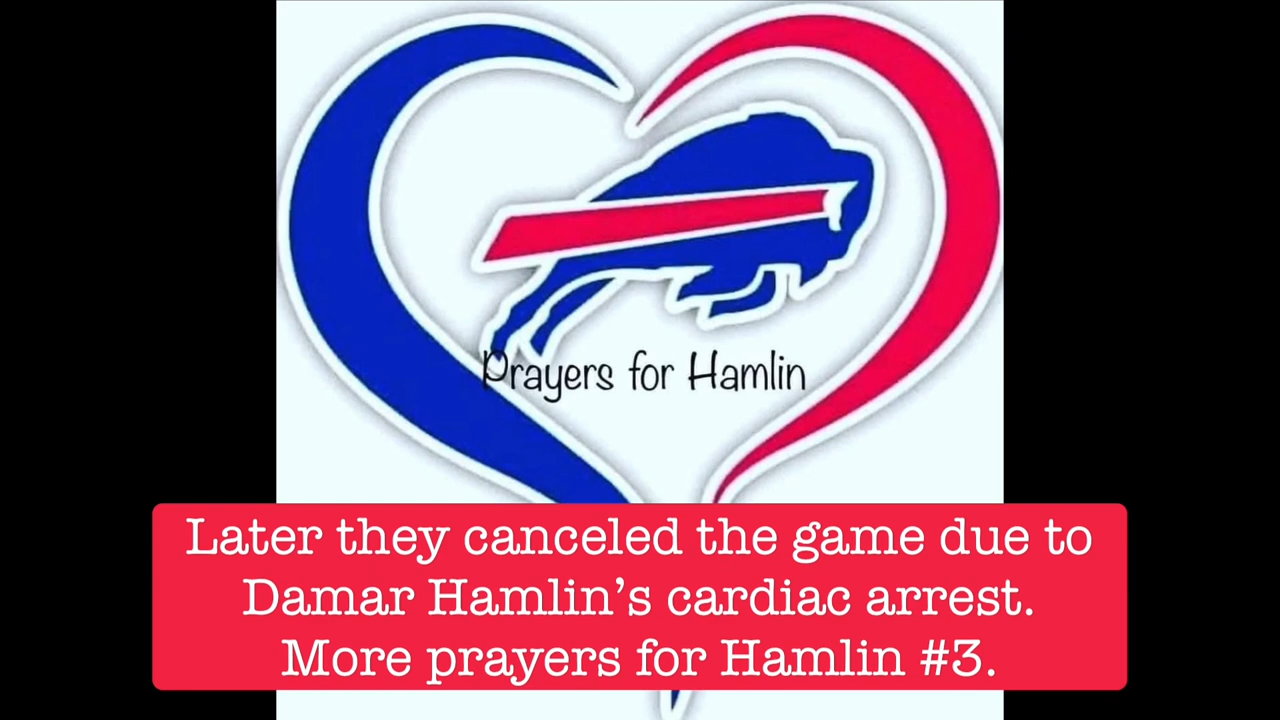 Prayers for Hamlin
Later they canceled the game due to
Damar Hamlin’s cardiac arrest.
More prayers for Hamlin #3.